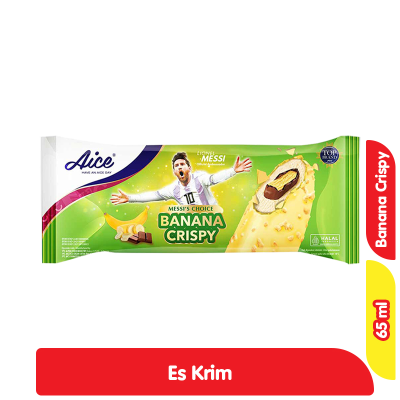 Aice
HAVE AN AICE DAY
MESSI
10
MESSI'S CHOICE
BANANA
CRISPY
TOP
BRAND
HALAL
Banana Crispy
65 ml
Es Krim